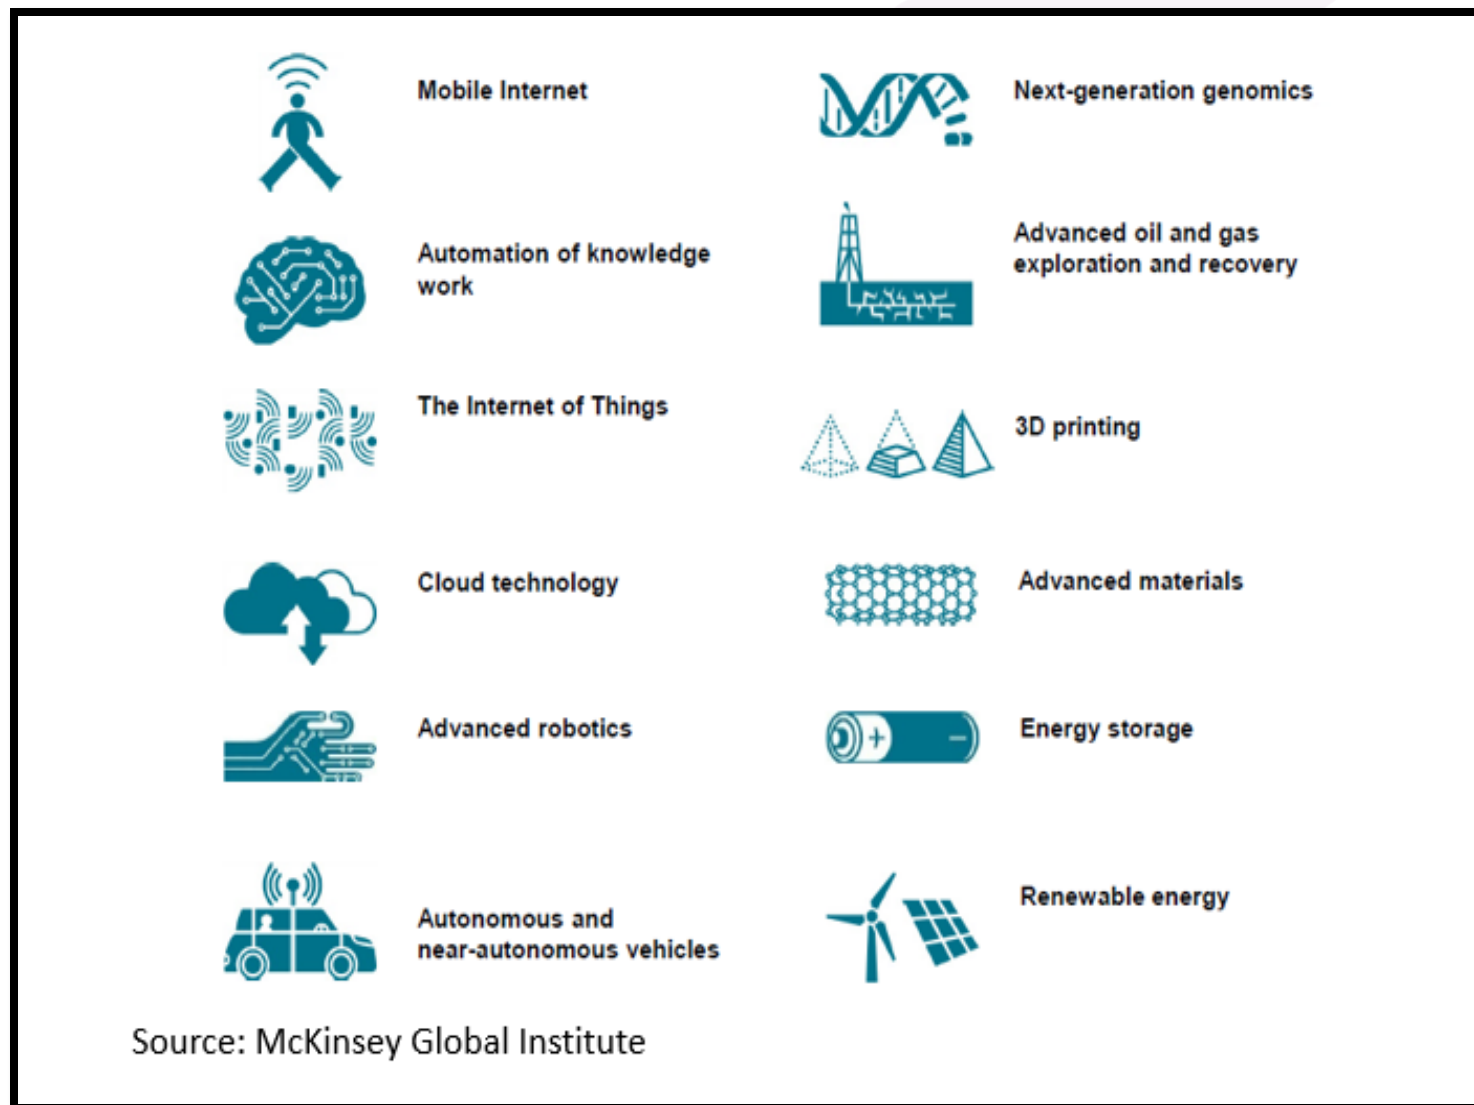 Mobile Internet
Automation of knowledge
work
The Internet of Things
Cloud technology
Advanced robotics
Autonomous and
near-autonomous vehicles
Next-generation genomics
Advanced oil and gas
exploration and recovery
3D printing
Advanced materials
Energy storage
Renewable energy
Source: McKinsey Global Institute